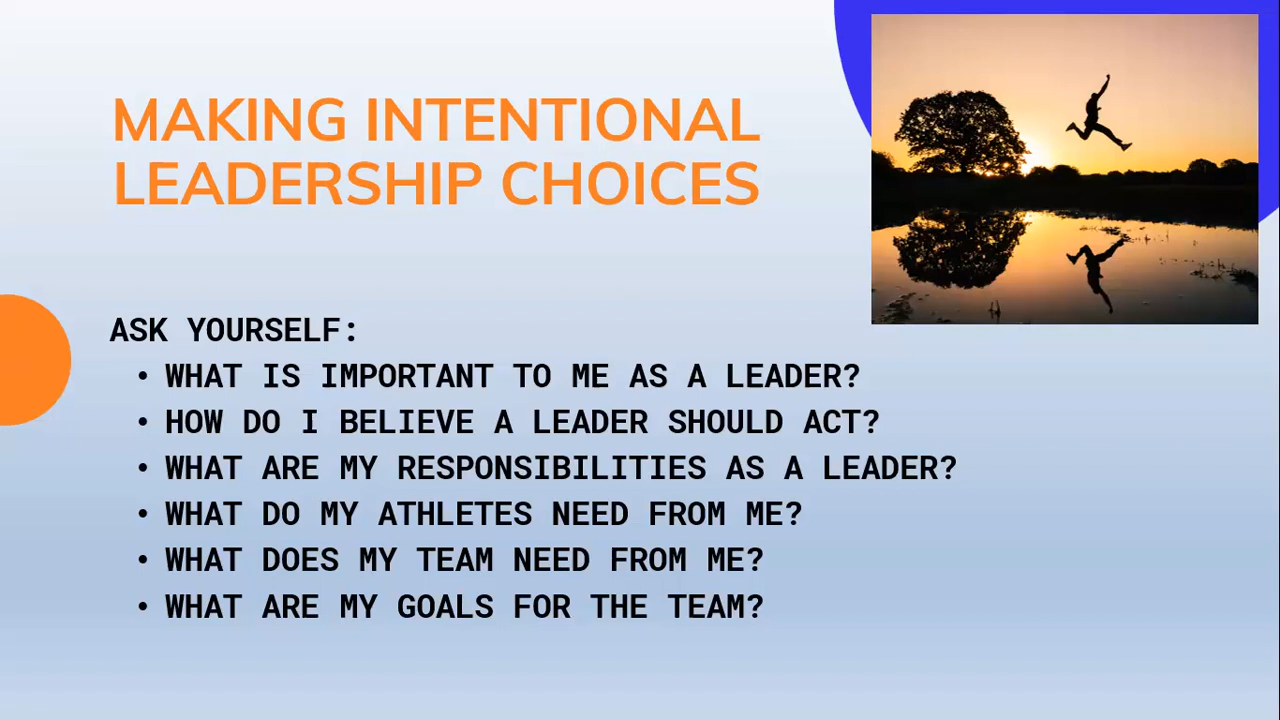 MAKING INTENTIONAL
LEADERSHIP CHOICES
ASK YOURSELF:
• WHAT IS IMPORTANT TO ME AS A LEADER?
• HOW DO I BELIEVE A LEADER SHOULD ACT?
• WHAT ARE MY RESPONSIBILITIES AS A LEADER?
• WHAT DO MY ATHLETES NEED FROM ME?
• WHAT DOES MY TEAM NEED FROM ME?
• WHAT ARE MY GOALS FOR THE TEAM?